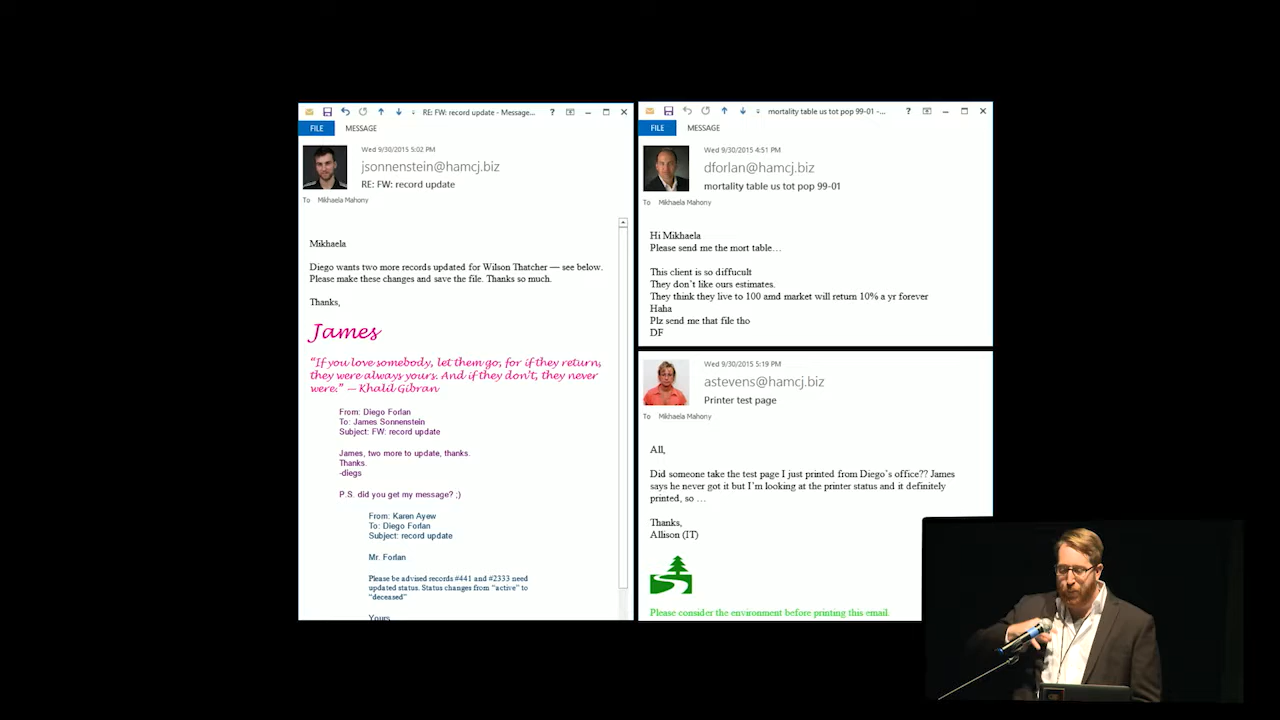 RE: FW: record update - Message...
FILE MESSAGE
Wed 9/30/2015 5:02 PM
jsonnenstein@hamcj.biz
RE: FW: record update
To Mikhaela Mahony
Mikhaela
Diego wants two more records updated for Wilson Thatcher — see below.
Please make these changes and save the file. Thanks so much.
Thanks,
James
“If you love somebody, let them go, for if they return,
they were always yours. And if they don’t, they never
were.” – Khalil Gibran
From: Diego Forlan
To: James Sonnenstein
Subject: FW: record update
James, two more to update, thanks.
Thanks.
-diegs
P.S. did you get my message? ;)
From: Karen Ayew
To: Diego Forlan
Subject: record update
Mr. Forlan
Please be advised records #441 and #2333 need
updated status. Status changes from “active” to
“deceased”
Yours
mortality table us tot pop 99-01 -...
FILE MESSAGE
Wed 9/30/2015 4:51 PM
dforlan@hamcj.biz
mortality table us tot pop 99-01
To Mikhaela Mahony
Hi Mikhaela
Please send me the mort table…
This client is so diffucult
They don’t like ours estimates.
They think they live to 100 amd market will return 10% a yr forever
Haha
Plz send me that file tho
DF
Wed 9/30/2015 5:19 PM
astevens@hamcj.biz
Printer test page
To Mikhaela Mahony
All,
Did someone take the test page I just printed from Diego’s office?? James
says he never got it but I’m looking at the printer status and it definitely
printed, so …
Thanks,
Allison (IT)
Please consider the environment before printing this email.